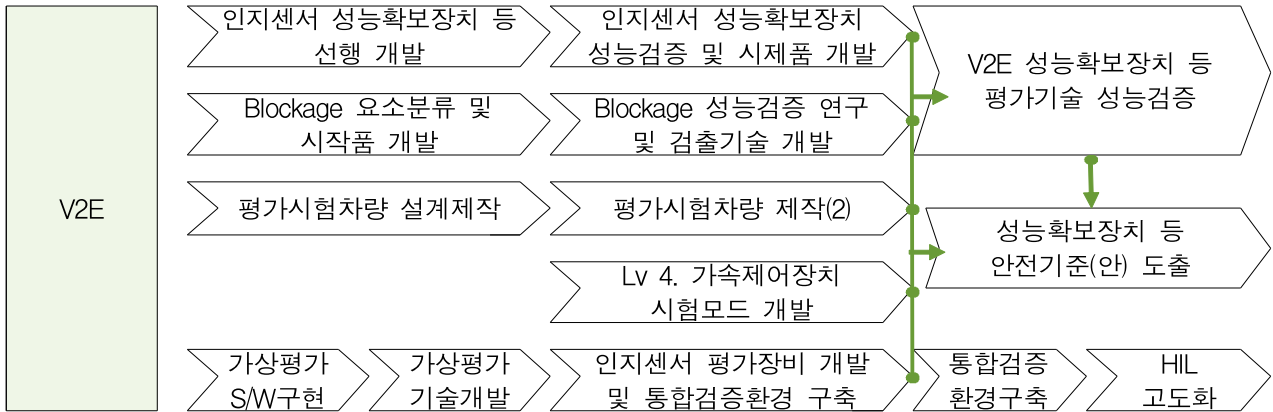 V2E
인지센서 성능확보장치 등
선행 개발
인지센서 성능확보장치
성능검증 및 시제품 개발
V2E 성능확보장치 등
평가기술 성능검증
Blockage 요소분류 및
시작품 개발
Blockage 성능검증 연구
및 검출기술 개발
평가시험차량 설계제작
평가시험차량 제작(2)
성능확보장치 등
안전기준(안) 도출
Lv 4. 가속제어장치
시험모드 개발
가상평가
S/W구현
가상평가
기술개발
인지센서 평가장비 개발
및 통합검증환경 구축
통합검증
환경구축
HIL
고도화